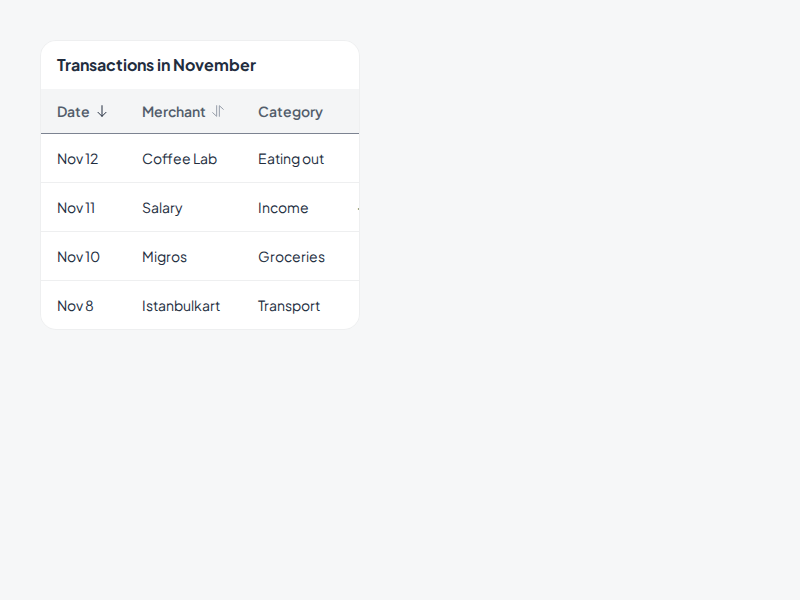 Transactions in November
Date Merchant Category
Nov 12 Coffee Lab Eating out
Nov 11 Salary Income
Nov 10 Migros Groceries
Nov 8 Istanbulkart Transport